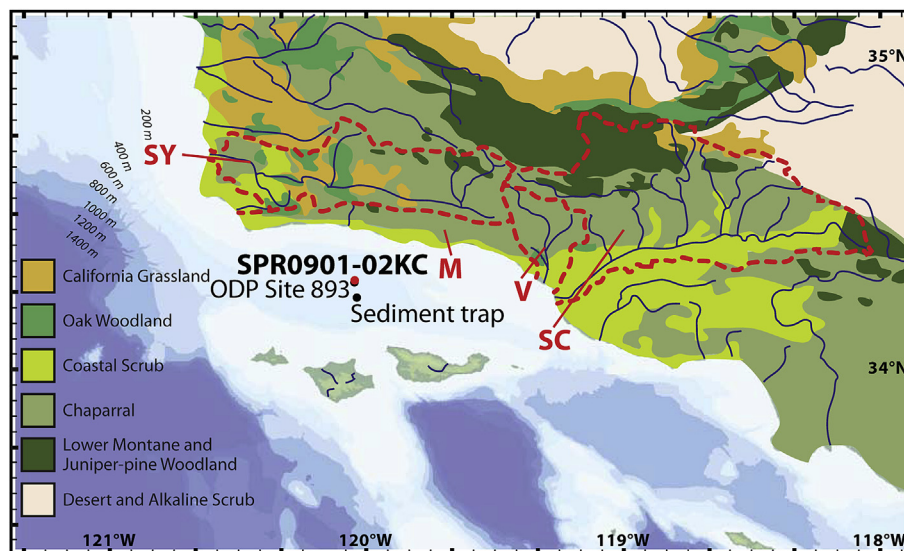 35°N
200 m
400 m
600 m
800 m
1000 m
1200 m
1400 m
SY
SPR0901-02KC
M
ODP Site 893
V
Sediment trap
SC
34°N
California Grassland
Oak Woodland
Coastal Scrub
Chaparral
Lower Montane and
Juniper-pine Woodland
Desert and Alkaline Scrub
121°W
120°W
119°W
118°W